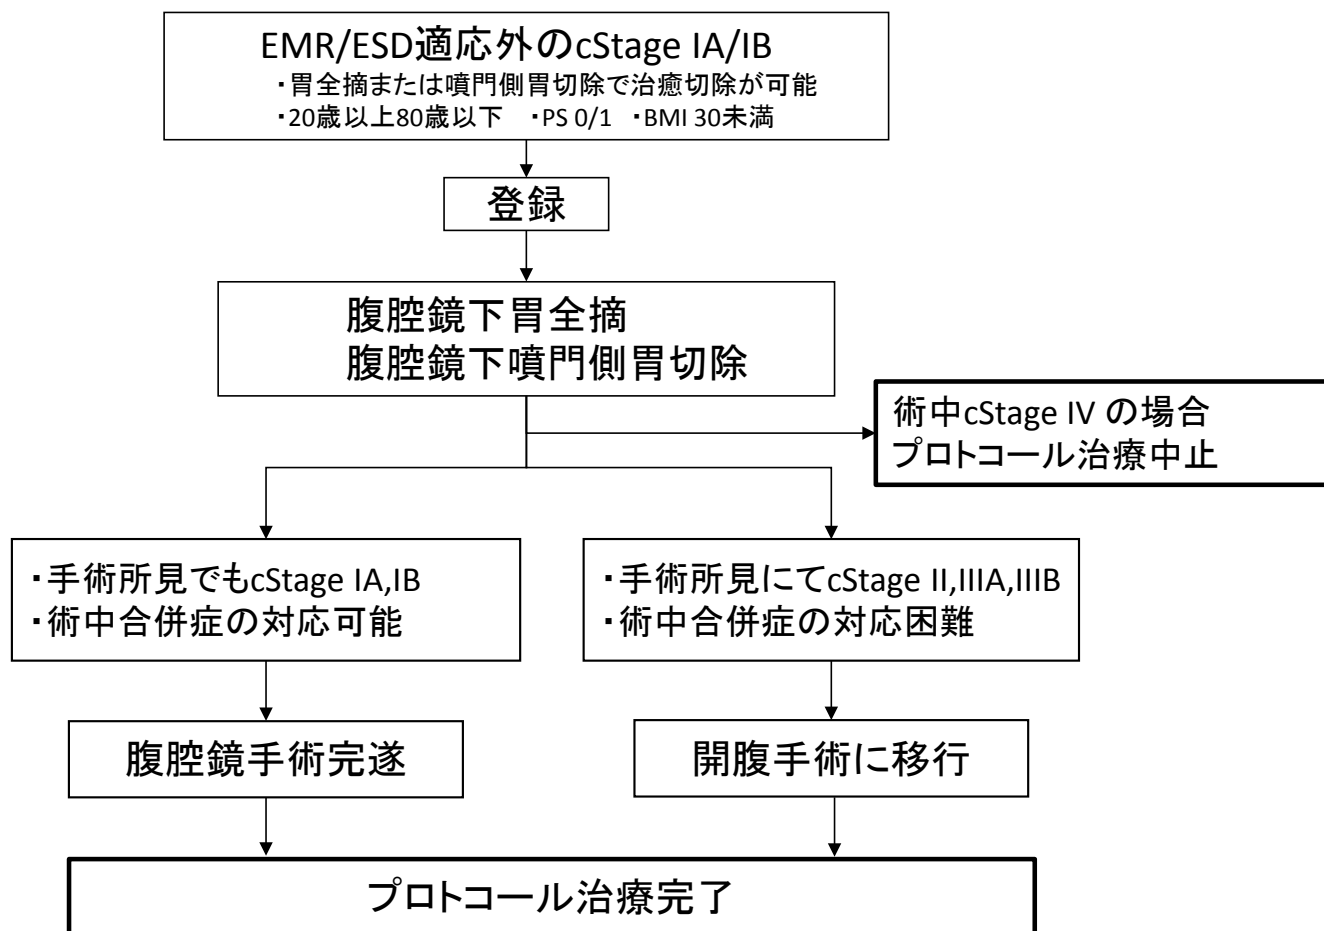 EMR/ESD適応外のcStage IA/IB
・胃全摘または噴門側胃切除で治癒切除が可能
・20歳以上80歳以下 ・PS 0/1 ・BMI 30未満
登録
腹腔鏡下胃全摘
腹腔鏡下噴門側胃切除
術中cStage IV の場合
プロトコール治療中止
・手術所見でもcStage IA,IB
・術中合併症の対応可能
・手術所見にてcStage II,IIIA,IIIB
・術中合併症の対応困難
腹腔鏡手術完遂
開腹手術に移行
プロトコール治療完了